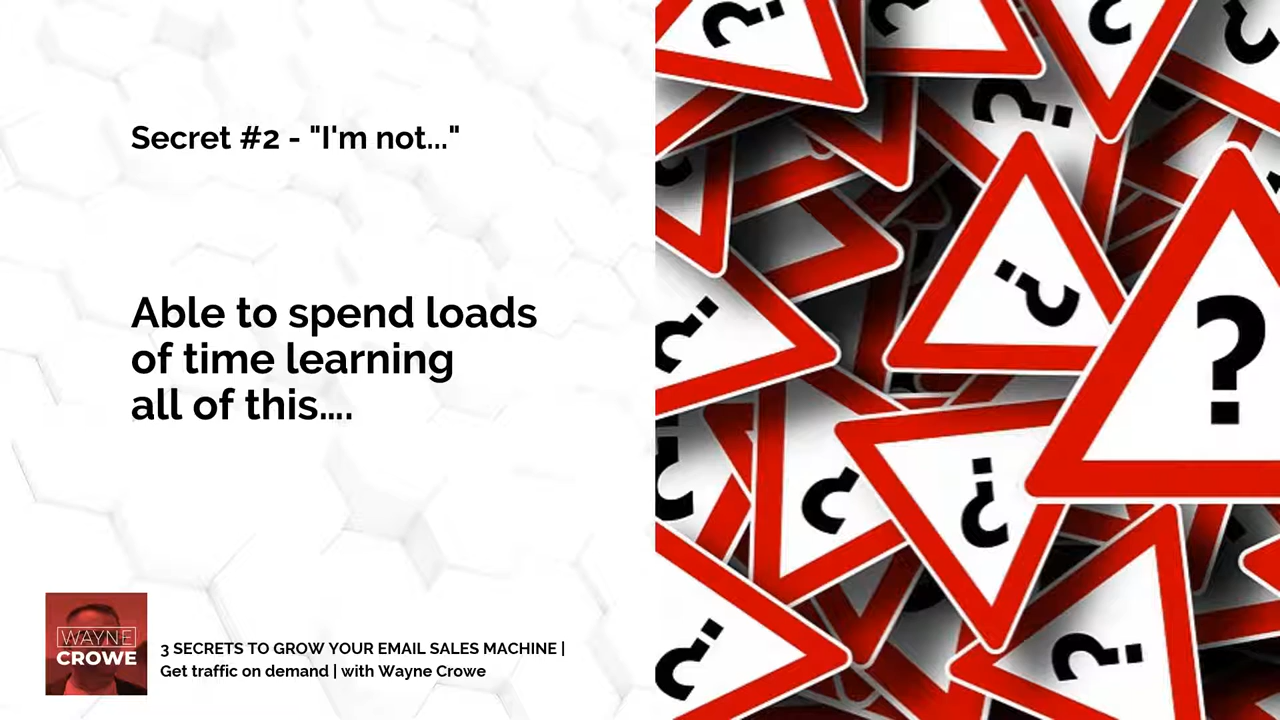 Secret #2 - "I'm not..."
Able to spend loads
of time learning
all of this....
WAYNE
CROWE
3 SECRETS TO GROW YOUR EMAIL SALES MACHINE |
Get traffic on demand | with Wayne Crowe
?
?
?
?
?
?
?
?
?
?
?
?
?